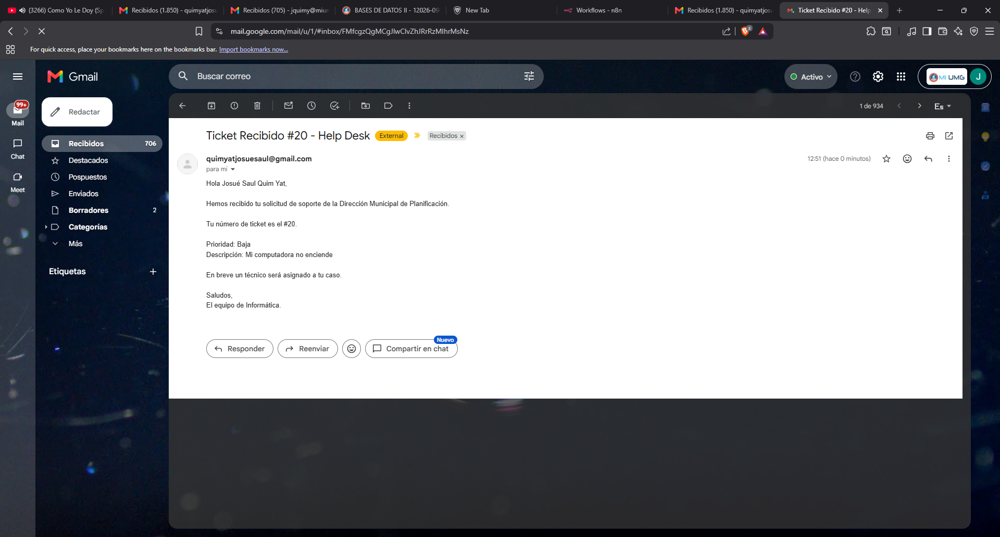 (3266) Como Yo Le Doy (Sp
Recibidos (1.850) - quimyatjosu
Recibidos (705) - jquimy@miun
BASES DE DATOS II - 12026-09
New Tab
Workflows - n8n
Recibidos (1.850) - quimyatjosu
Ticket Recibido #20 - Help
mail.google.com/mail/u/1/#inbox/FMfcgzQgMCgJlwClvZhJRrRzMlhrMsNz
2
For quick access, place your bookmarks here on the bookmarks bar. Import bookmarks now...
Gmail
Buscar correo
Activo
MI UMG
J
99+
Mail
Chat
Meet
Redactar
Recibidos 706
Destacados
Pospuestos
Enviados
Borradores 2
Categorías
Más
Etiquetas
1 de 934
Es
31
Ticket Recibido #20 - Help Desk External Recibidos x
quimyatjosuesaul@gmail.com
12:51 (hace 0 minutos)
para mí
Hola Josué Saul Quim Yat,
Hemos recibido tu solicitud de soporte de la Dirección Municipal de Planificación.
Tu número de ticket es el #20.
Prioridad: Baja
Descripción: Mi computadora no enciende
En breve un técnico será asignado a tu caso.
Saludos,
El equipo de Informática.
Nuevo
Responder
Reenviar
Compartir en chat